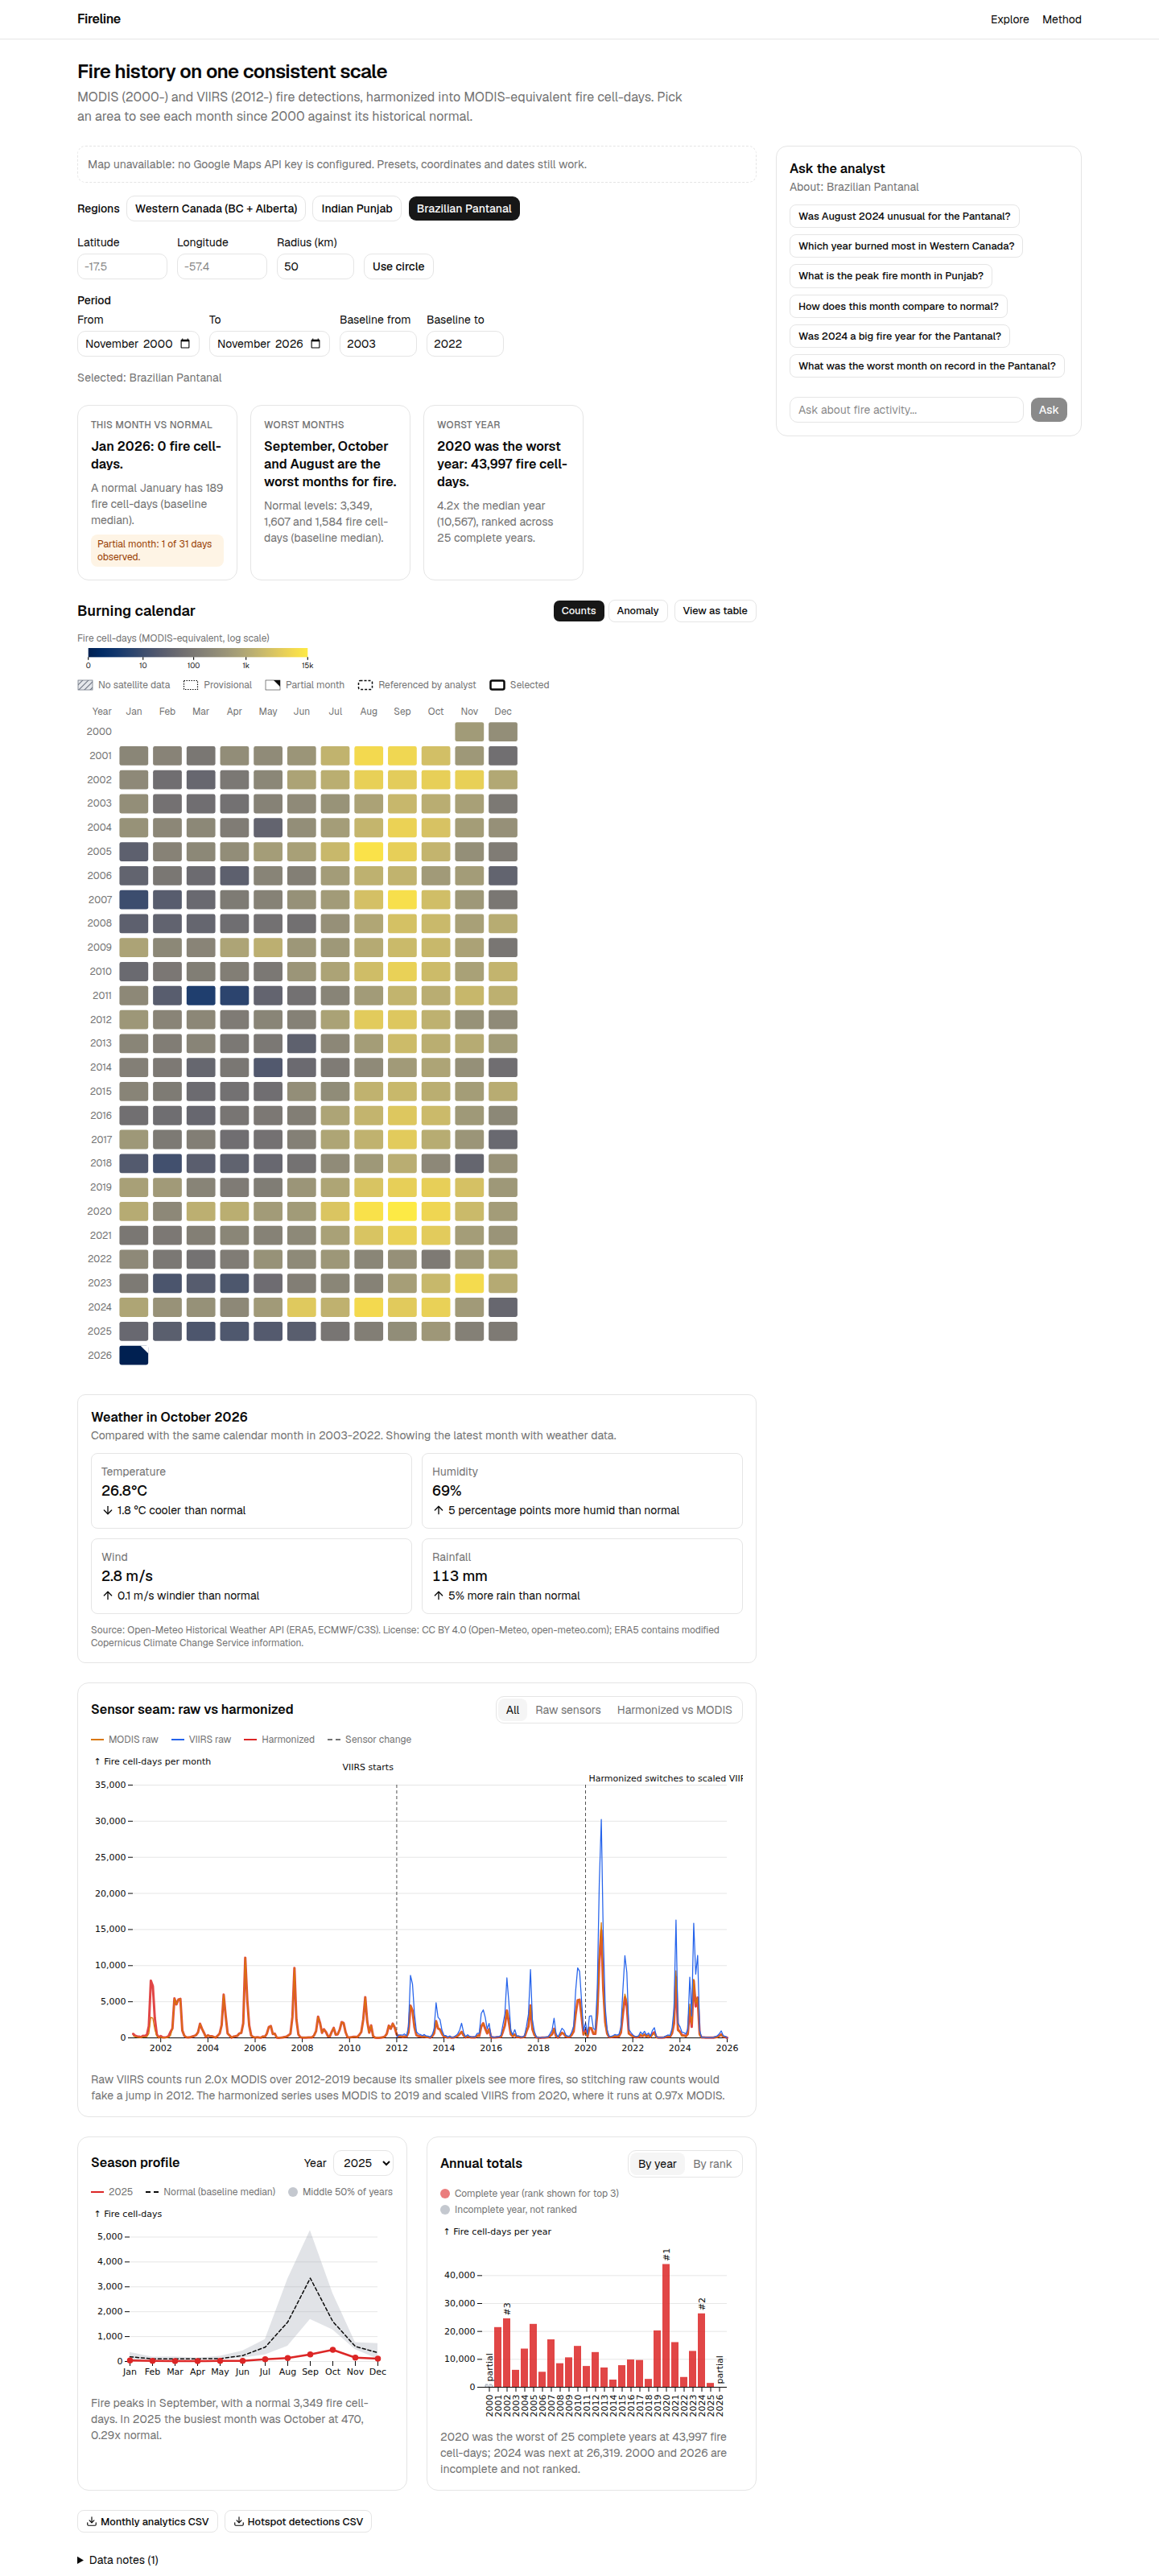 Fireline
Explore Method
Fire history on one consistent scale
MODIS (2000-) and VIIRS (2012-) fire detections, harmonized into MODIS-equivalent fire cell-days. Pick
an area to see each month since 2000 against its historical normal.
Map unavailable: no Google Maps API key is configured. Presets, coordinates and dates still work.
Regions Western Canada (BC + Alberta) Indian Punjab Brazilian Pantanal
Latitude Longitude Radius (km)
-17.5 -57.4 50 Use circle
Period
From To Baseline from Baseline to
November 2000 November 2026 2003 2022
Selected: Brazilian Pantanal
Ask the analyst
About: Brazilian Pantanal
Was August 2024 unusual for the Pantanal?
Which year burned most in Western Canada?
What is the peak fire month in Punjab?
How does this month compare to normal?
Was 2024 a big fire year for the Pantanal?
What was the worst month on record in the Pantanal?
Ask about fire activity... Ask
THIS MONTH VS NORMAL
Jan 2026: 0 fire cell-
days.
A normal January has 189
fire cell-days (baseline
median).
Partial month: 1 of 31 days
observed.
WORST MONTHS
September, October
and August are the
worst months for fire.
Normal levels: 3,349,
1,607 and 1,584 fire cell-
days (baseline median).
WORST YEAR
2020 was the worst
year: 43,997 fire cell-
days.
4.2x the median year
(10,567), ranked across
25 complete years.
Burning calendar
Counts Anomaly View as table
Fire cell-days (MODIS-equivalent, log scale)
0 10 100 1k 15k
No satellite data Provisional Partial month Referenced by analyst Selected
Year Jan Feb Mar Apr May Jun Jul Aug Sep Oct Nov Dec
2000
2001
2002
2003
2004
2005
2006
2007
2008
2009
2010
2011
2012
2013
2014
2015
2016
2017
2018
2019
2020
2021
2022
2023
2024
2025
2026
Weather in October 2026
Compared with the same calendar month in 2003-2022. Showing the latest month with weather data.
Temperature
26.8°C
↓ 1.8 °C cooler than normal
Humidity
69%
↑ 5 percentage points more humid than normal
Wind
2.8 m/s
↑ 0.1 m/s windier than normal
Rainfall
113 mm
↑ 5% more rain than normal
Source: Open-Meteo Historical Weather API (ERA5, ECMWF/C3S). License: CC BY 4.0 (Open-Meteo, open-meteo.com); ERA5 contains modified
Copernicus Climate Change Service information.
Sensor seam: raw vs harmonized
All Raw sensors Harmonized vs MODIS
MODIS raw VIIRS raw Harmonized Sensor change
↑ Fire cell-days per month
VIIRS starts
Harmonized switches to scaled VIIR
35,000
30,000
25,000
20,000
15,000
10,000
5,000
0
2002 2004 2006 2008 2010 2012 2014 2016 2018 2020 2022 2024 2026
Raw VIIRS counts run 2.0x MODIS over 2012-2019 because its smaller pixels see more fires, so stitching raw counts would
fake a jump in 2012. The harmonized series uses MODIS to 2019 and scaled VIIRS from 2020, where it runs at 0.97x MODIS.
Season profile
Year 2025
2025 Normal (baseline median) Middle 50% of years
↑ Fire cell-days
5,000
4,000
3,000
2,000
1,000
0
Jan Feb Mar Apr May Jun Jul Aug Sep Oct Nov Dec
Fire peaks in September, with a normal 3,349 fire cell-
days. In 2025 the busiest month was October at 470,
0.29x normal.
Annual totals
By year By rank
Complete year (rank shown for top 3)
Incomplete year, not ranked
↑ Fire cell-days per year
40,000
30,000
20,000
10,000
0
partial #3 #1 #2 partial
2000 2001 2002 2003 2004 2005 2006 2007 2008 2009 2010 2011 2012 2013 2014 2015 2016 2017 2018 2019 2020 2021 2022 2023 2024 2025 2026
2020 was the worst of 25 complete years at 43,997 fire
cell-days; 2024 was next at 26,319. 2000 and 2026 are
incomplete and not ranked.
Monthly analytics CSV Hotspot detections CSV
Data notes (1)